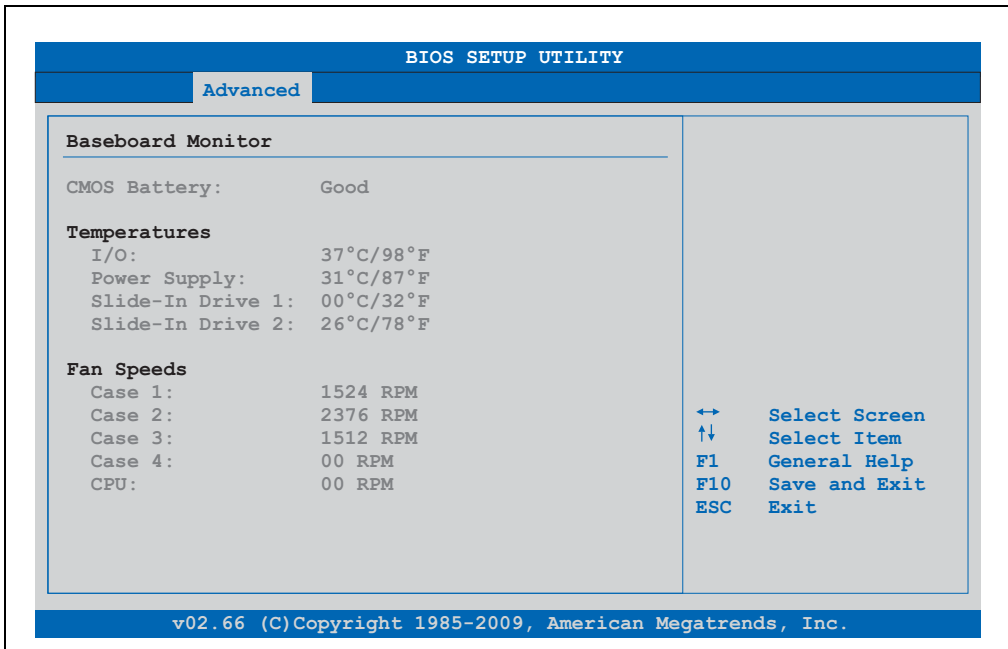 BIOS SETUP UTILITY
Advanced
Baseboard Monitor
CMOS Battery: Good
Temperatures
I/O: 37°C/98°F
Power Supply: 31°C/87°F
Slide-In Drive 1: 00°C/32°F
Slide-In Drive 2: 26°C/78°F
Fan Speeds
Case 1: 1524 RPM
Case 2: 2376 RPM
Case 3: 1512 RPM
Case 4: 00 RPM
CPU: 00 RPM
↔ Select Screen
↑↓ Select Item
F1 General Help
F10 Save and Exit
ESC Exit
v02.66 (C)Copyright 1985-2009, American Megatrends, Inc.